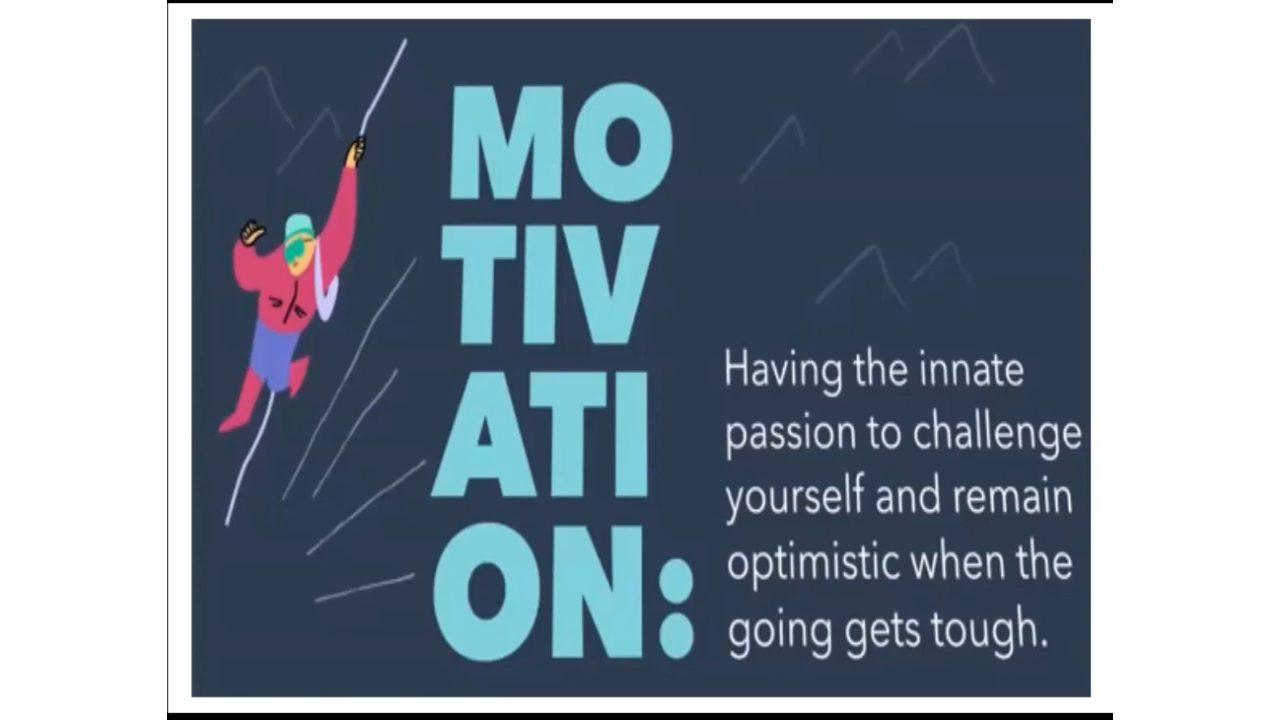 MO
TIV
ATI
ON:
Having the innate
passion to challenge
yourself and remain
optimistic when the
going gets tough.